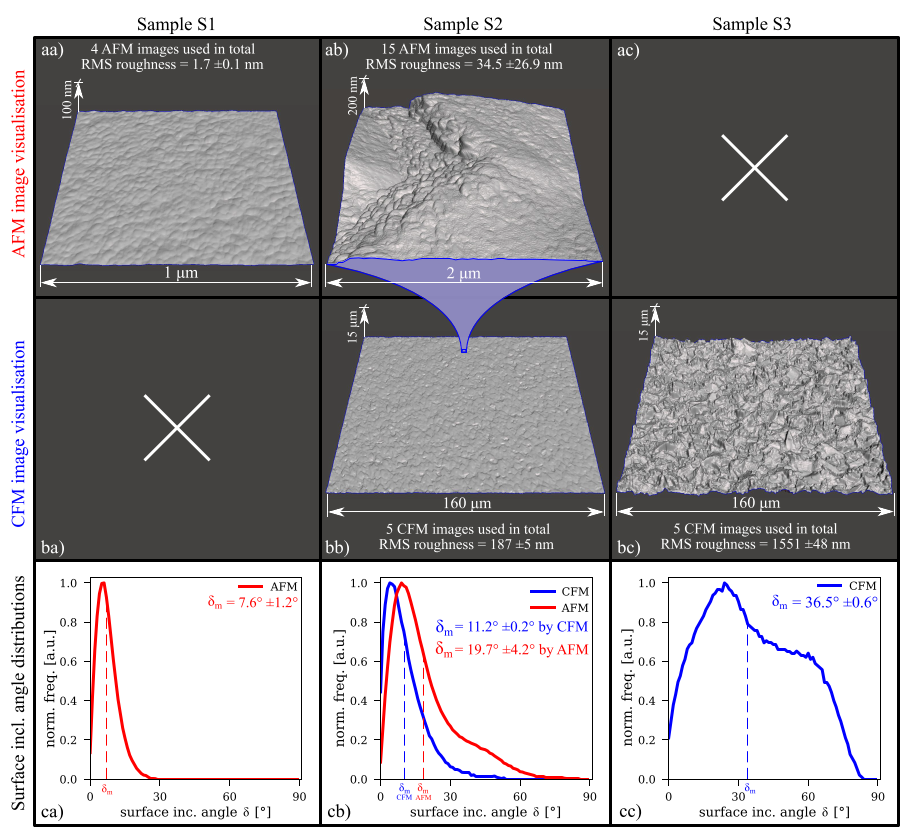 Sample S1
Sample S2
Sample S3
AFM image visualisation
aa)
4 AFM images used in total
RMS roughness = 1.7 ±0.1 nm
100 nm
1 μm
ab)
15 AFM images used in total
RMS roughness = 34.5 ±26.9 nm
200 nm
2 μm
ac)
CFM image visualisation
ba)
15 μm
160 μm
5 CFM images used in total
RMS roughness = 187 ±5 nm
bb)
15 μm
160 μm
5 CFM images used in total
RMS roughness = 1551 ±48 nm
bc)
Surface incl. angle distributions
norm. freq. [a.u.]
1.0
0.8
0.6
0.4
0.2
0.0
AFM
δm = 7.6° ±1.2°
0
δm
30
60
90
surface inc. angle δ [°]
ca)
norm. freq. [a.u.]
1.0
0.8
0.6
0.4
0.2
0.0
CFM
AFM
δm = 11.2° ±0.2° by CFM
δm = 19.7° ±4.2° by AFM
0
δm CFM
δm AFM
30
60
90
surface inc. angle δ [°]
cb)
norm. freq. [a.u.]
1.0
0.8
0.6
0.4
0.2
0.0
CFM
δm = 36.5° ±0.6°
0
30
δm
60
90
surface inc. angle δ [°]
cc)